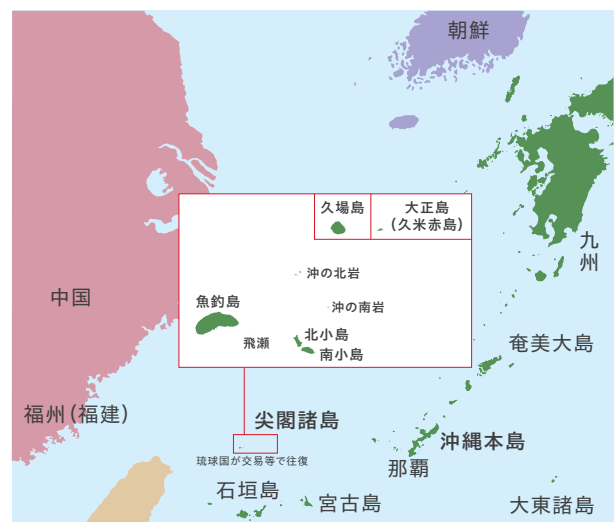 朝鮮
久場島
大正島
(久米赤島)
沖の北岩
中国
魚釣島
沖の南岩
九州
飛瀬
北小島
南小島
奄美大島
福州(福建)
尖閣諸島
沖縄本島
琉球国が交易等で往復
那覇
石垣島
宮古島
大東諸島